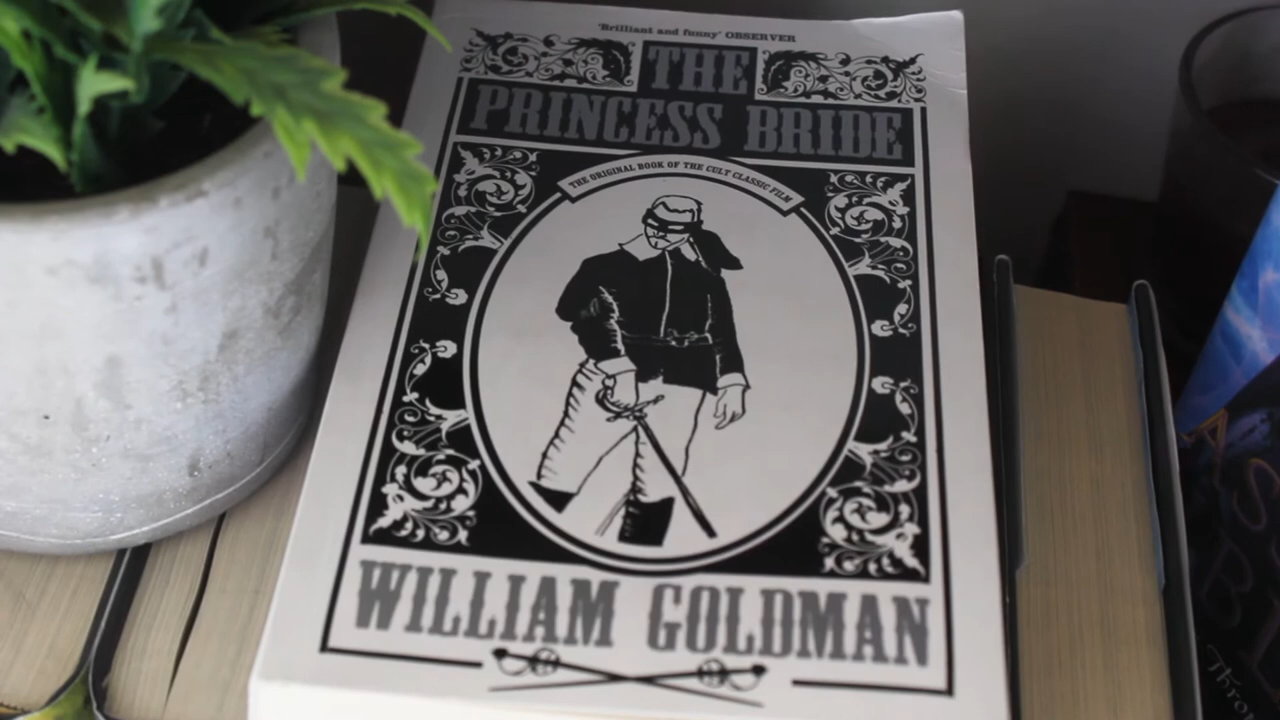 'Brilliant and funny' OBSERVER
THE
PRINCESS BRIDE
THE ORIGINAL BOOK OF THE CULT CLASSIC FILM
WILLIAM GOLDMAN